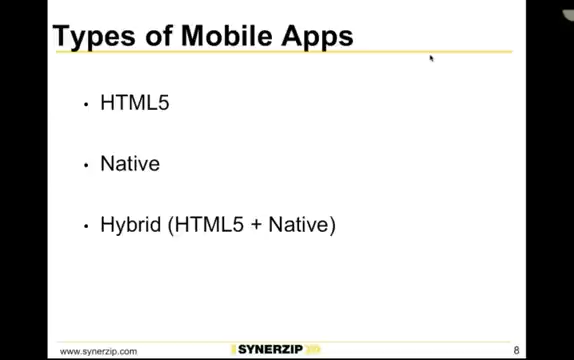 Types of Mobile Apps
• HTML5
• Native
• Hybrid (HTML5 + Native)
www.synerzip.com
SYNERZIP
8